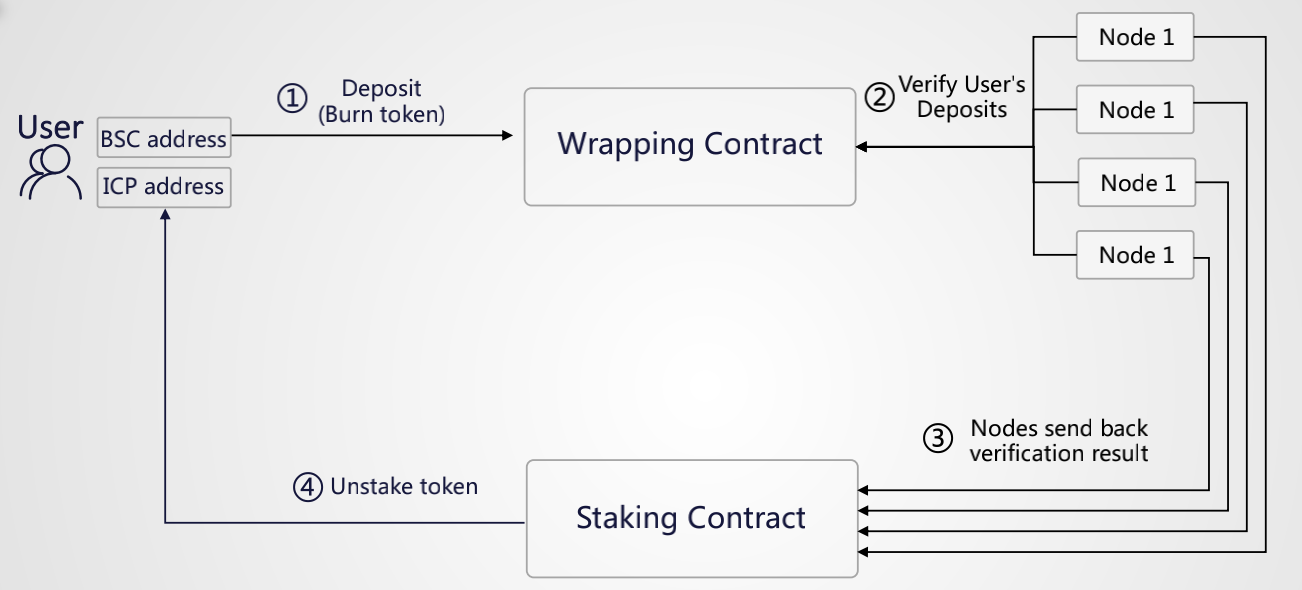 User
BSC address
ICP address
① Deposit
(Burn token)
Wrapping Contract
② Verify User's
Deposits
Node 1
Node 1
Node 1
Node 1
③ Nodes send back
verification result
④ Unstake token
Staking Contract